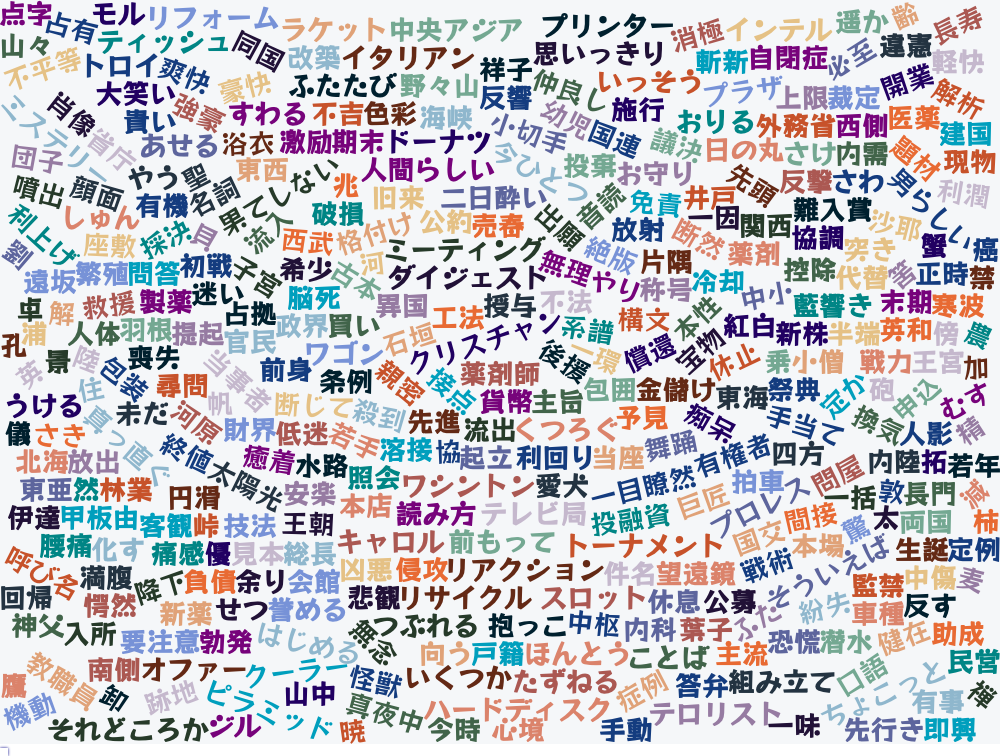 点字
占有
モル
リフォーム
ラケット
中央アジア
プリンター
消極
インテル
遥か
齢
長寿
山々
ティッシュ
同国
改築
イタリアン
思いっきり
斬新
自閉症
必至
違憲
軽快
不平等
トロイ
爽快
豪快
ふたたび
野々山
祥子
仲良し
いっそう
プラザ
上限
裁定
開業
解析
大笑い
強豪
すわる
不吉
色彩
海峡
反響
幼児
施行
おりる
外務省
西側
医薬
建国
ミステリー
肖像
貴い
省庁
あせる
浴衣
激励
期末
ドーナツ
小切手
国連
議決
日の丸
さけ
内需
題材
現物
団子
やう
聖
東西
果てしない
兆
人間らしい
今ひとつ
投棄
お守り
先弱
反撃
さわ
男らしい
利潤
噴出
顔面
有機
名詞
流入
破損
旧来
二日酔い
出願
音読
免責
井戸
一因
関西
難入賞
沙耶
利上げ
しゅん
座敷
探決
貝
西武
格付け
公約
売春
放射
断然
薬剤
協調
突き
蟹
癌
劉
遠坂
繁殖
問答
初戦
子宮
希少
古本
河
ミーティング
ダイジェスト
無理やり
絶版
片隅
称号
冷却
控除
代替
筈
正時
禁
卓
解
救援
製薬
迷い
占拠
脳死
異国
授与
不法
中小
藍響き
末期
寒波
孔
浦
人体
羽根
提起
官民
政界
買い
石垣
工法
クリスチャン
系譜
構文
本性
紅白
新株
半端
英和
傍
農
英
景
陸
包装
喪失
当事者
前身
ワゴン
条例
親密
接点
薬剤師
後援
一環
償還
宝物
休止
乗
小僧
戦力
王宮
加
うける
住
真っ直ぐ
未だ
尋問
河原
帆
断じて
殺到
先進
貨幣
主旨
包囲
金儲け
東海
祭典
定か
砲
申込
むす
儀
さき
終値
財界
低迷
若手
溶接
協
流出
くつろぐ
予見
痴呆
手当て
換気
人影
精
北海
放出
太陽光
癒着
水路
照会
起立
利回り
当座
舞踊
有権者
四方
内陸
拓
若年
東亜
然
林業
円滑
安楽
本店
ワシントン
愛犬
一目瞭然
巨匠
拍車
プロレス
問屋
一括
敦
長門
減
伊達
甲板
由
客観
峠
技法
王朝
読み方
テレビ局
投融資
国交
間接
驚
太
両国
柿
腰痛
化す
痛感
優
見本
総長
キャロル
前もって
トーナメント
戦術
本場
そういえば
生誕
定例
呼び名
満腹
降下
負債
余り
会館
凶悪
侵攻
リアクション
件名
望遠鏡
監禁
中傷
妻
回帰
愕然
新薬
せつ
誉める
悲観
リサイクル
スロット
休息
公募
ふた
紛失
車種
反す
神父
入所
要注意
勃発
はじめる
無念
つぶれる
抱っこ
中枢
内科
葉子
恐慌
潜水
健在
助成
教職員
南側
オファー
クーラー
向う
戸籍
ほんとう
ことば
主流
民営
鷹
卸
跡地
ピラミッド
山中
怪獣
いくつか
たずねる
症例
答弁
組み立て
口語
ちょこっと
有事
禅
機動
それどころか
ジル
暁
真夜中
今時
ハードディスク
心境
手動
テロリスト
一味
先行き
即興